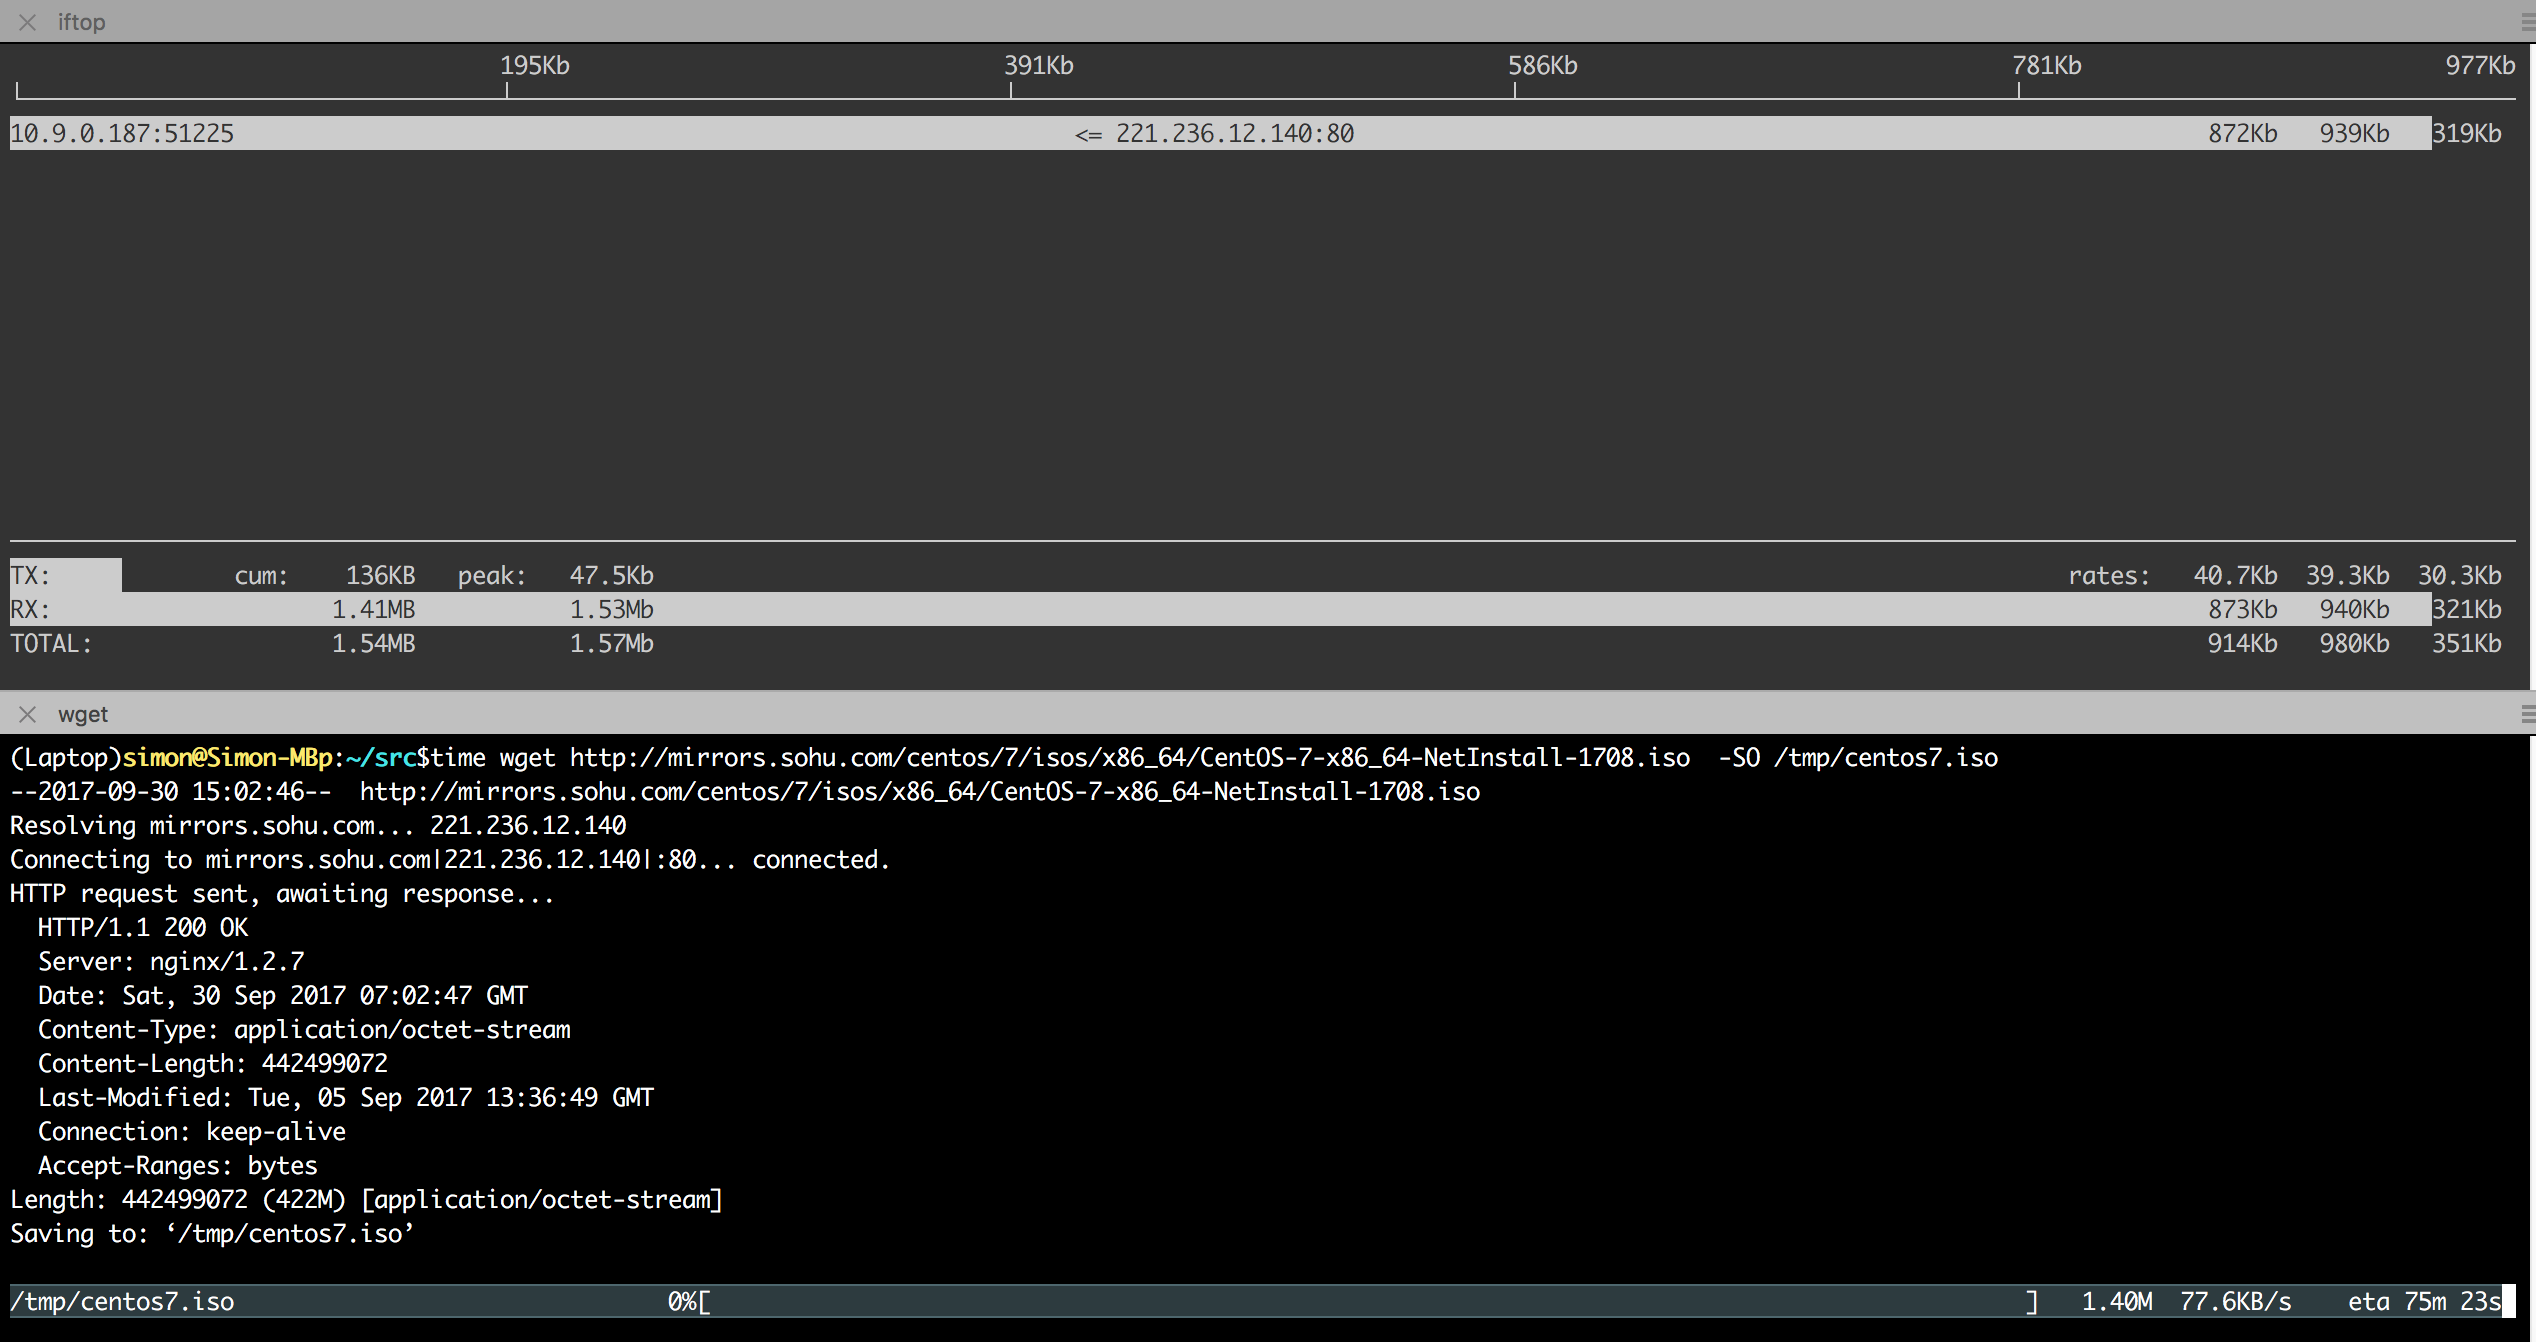 iftop
195Kb 391Kb 586Kb 781Kb 977Kb
10.9.0.187:51225 <= 221.236.12.140:80 872Kb 939Kb 319Kb
TX: cum: 136KB peak: 47.5Kb rates: 40.7Kb 39.3Kb 30.3Kb
RX: 1.41MB 1.53Mb 873Kb 940Kb 321Kb
TOTAL: 1.54MB 1.57Mb 914Kb 980Kb 351Kb
wget
(Laptop)simon@Simon-MBp:~/src$time wget http://mirrors.sohu.com/centos/7/isos/x86_64/CentOS-7-x86_64-NetInstall-1708.iso  -SO /tmp/centos7.iso
--2017-09-30 15:02:46--  http://mirrors.sohu.com/centos/7/isos/x86_64/CentOS-7-x86_64-NetInstall-1708.iso
Resolving mirrors.sohu.com... 221.236.12.140
Connecting to mirrors.sohu.com|221.236.12.140|:80... connected.
HTTP request sent, awaiting response...
HTTP/1.1 200 OK
Server: nginx/1.2.7
Date: Sat, 30 Sep 2017 07:02:47 GMT
Content-Type: application/octet-stream
Content-Length: 442499072
Last-Modified: Tue, 05 Sep 2017 13:36:49 GMT
Connection: keep-alive
Accept-Ranges: bytes
Length: 442499072 (422M) [application/octet-stream]
Saving to: ‘/tmp/centos7.iso’
/tmp/centos7.iso 0%[ ] 1.40M 77.6KB/s eta 75m 23s